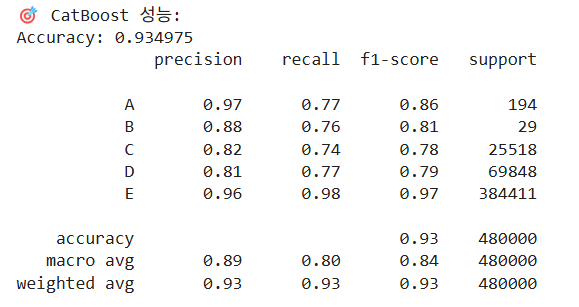 🎯 CatBoost 성능:
Accuracy: 0.934975
precision recall f1-score support
A 0.97 0.77 0.86 194
B 0.88 0.76 0.81 29
C 0.82 0.74 0.78 25518
D 0.81 0.77 0.79 69848
E 0.96 0.98 0.97 384411
accuracy 0.93 480000
macro avg 0.89 0.80 0.84 480000
weighted avg 0.93 0.93 0.93 480000